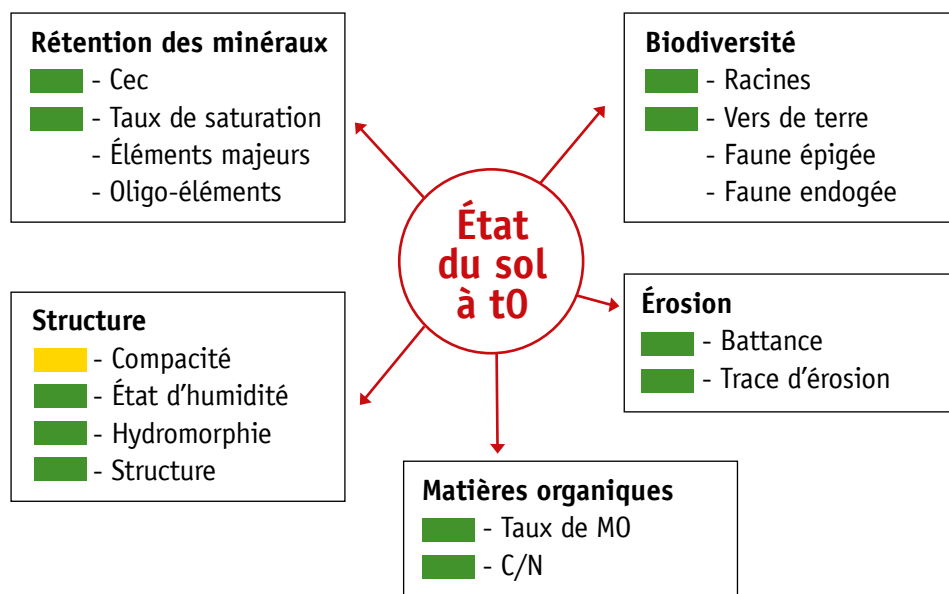 Rétention des minéraux
- Cec
- Taux de saturation
- Éléments majeurs
- Oligo-éléments
Biodiversité
- Racines
- Vers de terre
- Faune épigée
- Faune endogée
État
du sol
à t0
Structure
- Compacité
- État d'humidité
- Hydromorphie
- Structure
Érosion
- Battance
- Trace d'érosion
Matières organiques
- Taux de MO
- C/N